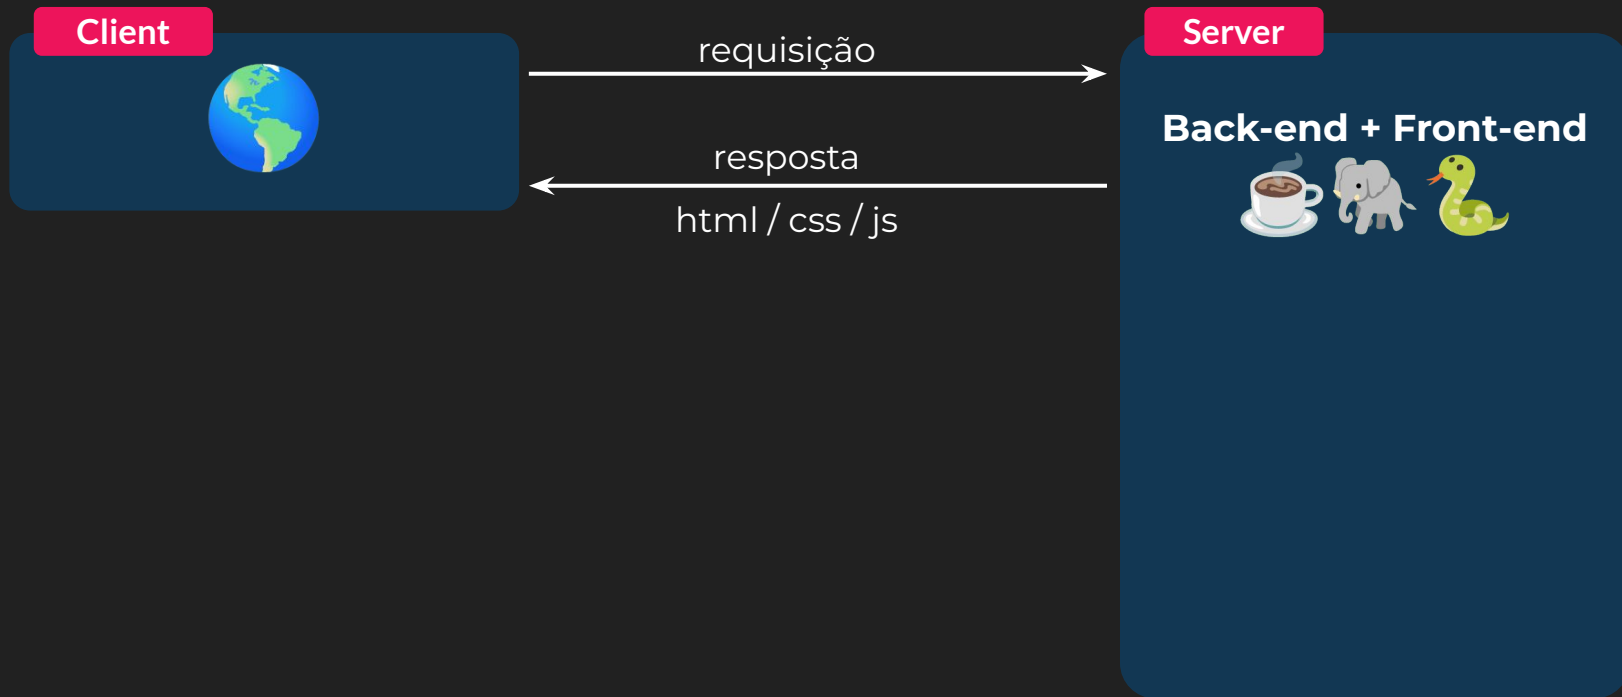 Client
requisição
Server
Back-end + Front-end
resposta
html / css / js